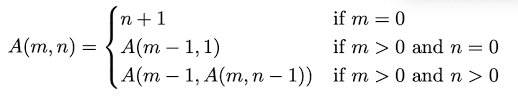 n + 1 if m = 0
A(m, n) = { A(m − 1, 1) if m > 0 and n = 0
A(m − 1, A(m, n − 1)) if m > 0 and n > 0